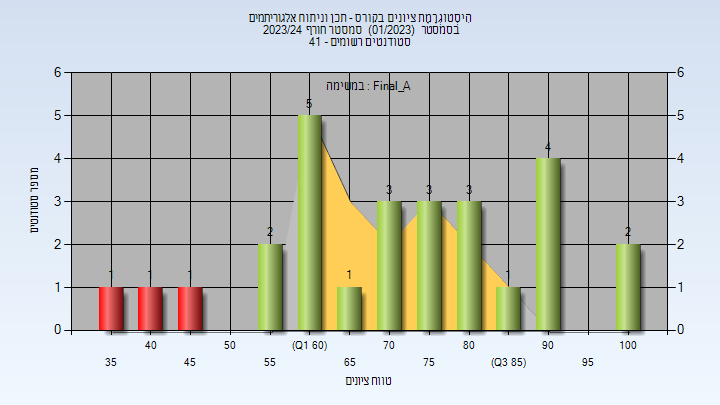 היסטוגרמת ציונים בקורס - תכן וניתוח אלגוריתמים
בסמסטר (01/2023) סמסטר חורף 2023/24
סטודנטים רשומים - 41
במשימה : Final_A
מספר סטודנטים
6 6
5 5
4 4
3 3
2 2
1 1
0 0
1 1 1 2 5 1 3 3 3 1 4 2
40 50 (Q1 60) 70 80 90 100
35 45 55 65 75 (Q3 85) 95
טווח ציונים